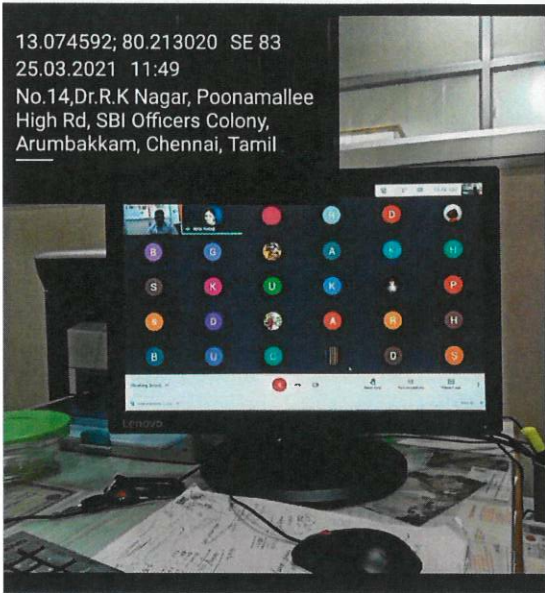 13.074592; 80.213020 SE 83
25.03.2021 11:49
No.14,Dr.R.K Nagar, Poonamallee
High Rd, SBI Officers Colony,
Arumbakkam, Chennai, Tamil
R D
B G A K H
S K U K P
S D A R H
B U C D S
Lenovo